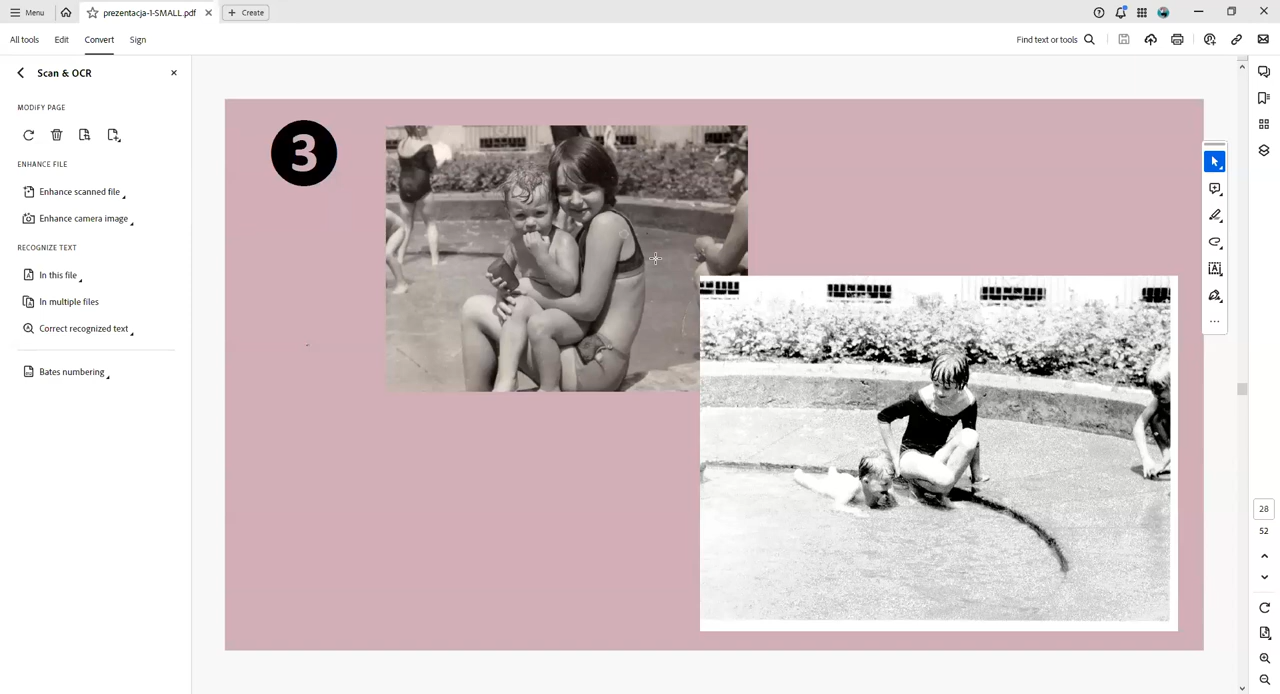 Menu
prezentacja-1-SMALL.pdf
Create
All tools
Edit
Convert
Sign
Find text or tools
Scan & OCR
MODIFY PAGE
ENHANCE FILE
Enhance scanned file
Enhance camera image
RECOGNIZE TEXT
In this file
In multiple files
Correct recognized text
Bates numbering
3
28
52